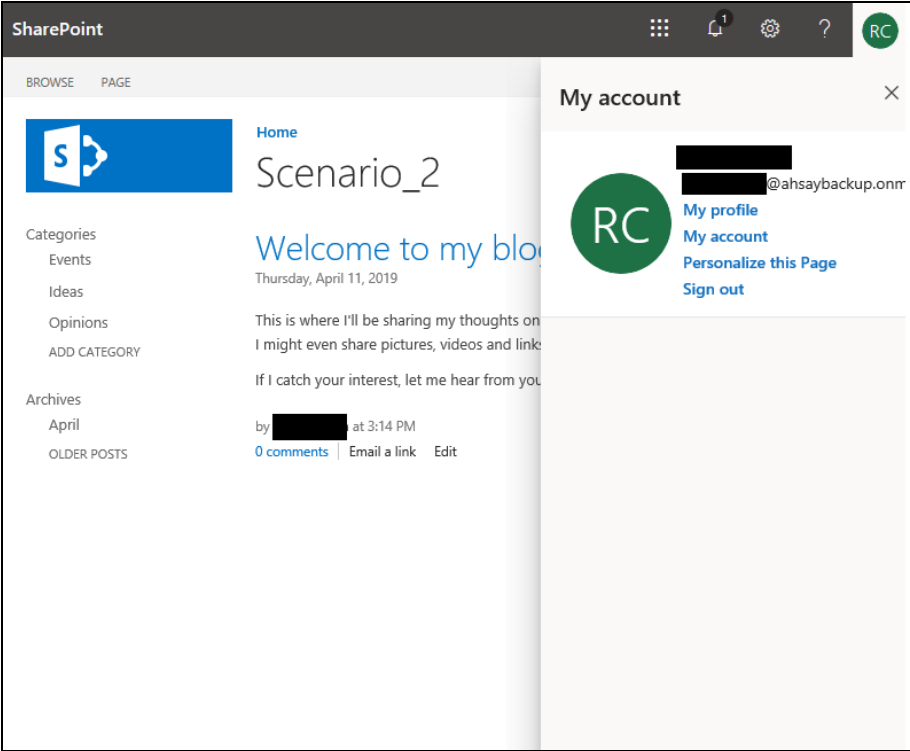 SharePoint
1
?
RC
BROWSE PAGE
My account
S
Home
Scenario_2
@ahsaybackup.onm
RC
My profile
My account
Personalize this Page
Sign out
Categories
Events
Ideas
Opinions
ADD CATEGORY
Archives
April
OLDER POSTS
Welcome to my blog
Thursday, April 11, 2019
This is where I'll be sharing my thoughts on
I might even share pictures, videos and links
If I catch your interest, let me hear from you
by at 3:14 PM
0 comments Email a link Edit